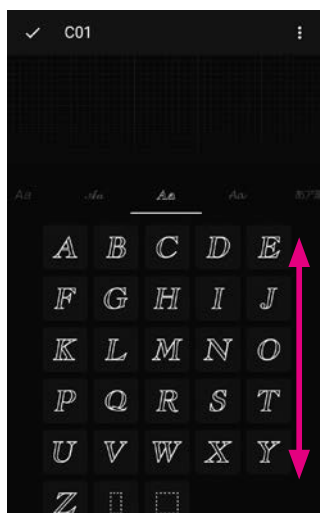 C01
Aa Aa Aa Aa
A B C D E
F G H I J
K L M N O
P Q R S T
U V W X Y
Z